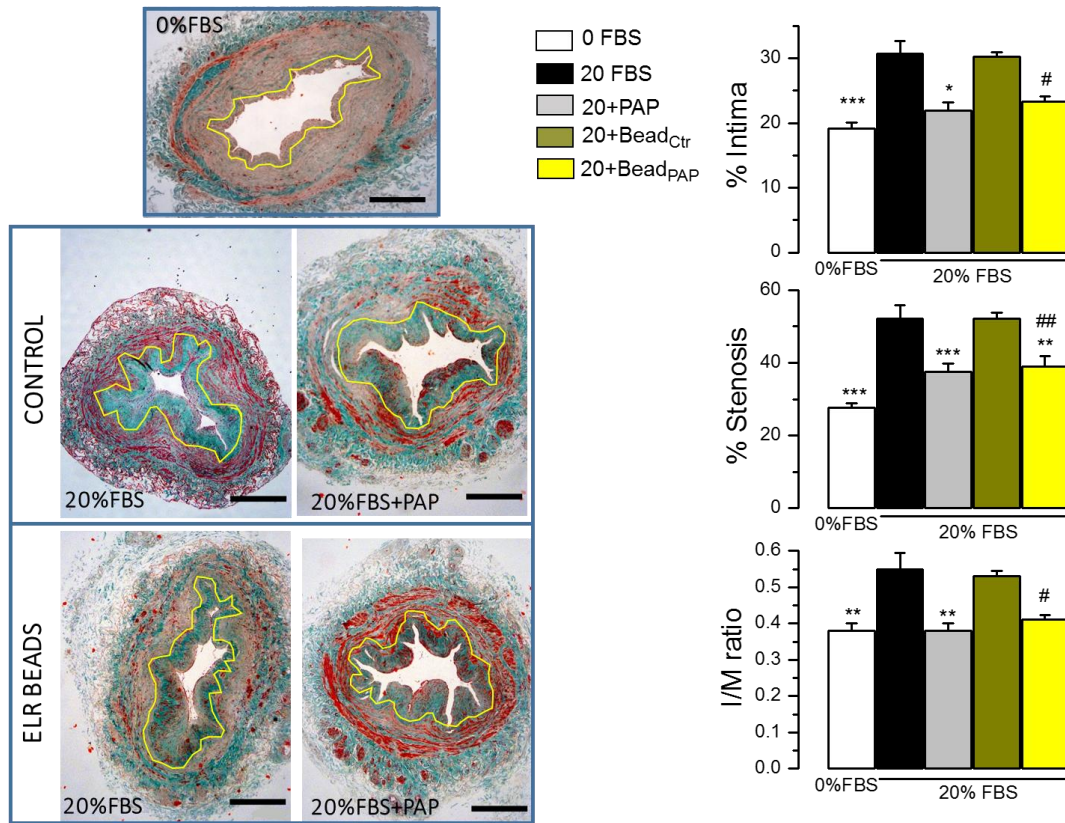 0%FBS
CONTROL
20%FBS
20%FBS+PAP
ELR BEADS
20%FBS
20%FBS+PAP
0 FBS
20 FBS
20+PAP
20+BeadCtr
20+BeadPAP
% Intima
30
20
10
0
***
*
#
0%FBS
20% FBS
% Stenosis
60
40
20
0
***
***
##
**
0%FBS
20% FBS
I/M ratio
0.6
0.5
0.4
0.3
0.2
0.1
0.0
**
**
#
0%FBS
20% FBS